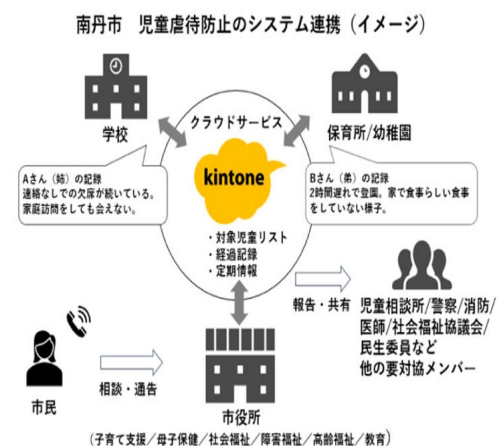 南丹市 児童虐待防止のシステム連携（イメージ）
学校
クラウドサービス
保育所/幼稚園
kintone
Aさん（姉）の記録
連絡なしでの欠席が続いている。
家庭訪問をしても会えない。
Bさん（弟）の記録
2時間遅れで登園。家で食事らしい食事
をしていない様子。
・対象児童リスト
・経過記録
・定期情報
報告・共有
児童相談所/警察/消防/
医師/社会福祉協議会/
民生委員など
他の要対協メンバー
市民
相談・通告
市役所
（子育て支援／母子保健／社会福祉／障害福祉／高齢福祉／教育）